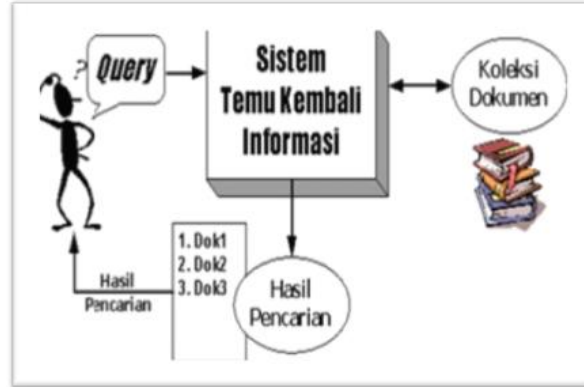 ?
Query
Sistem
Temu Kembali
Informasi
Koleksi
Dokumen
1. Dok1
2. Dok2
3. Dok3
Hasil
Pencarian
Hasil
Pencarian